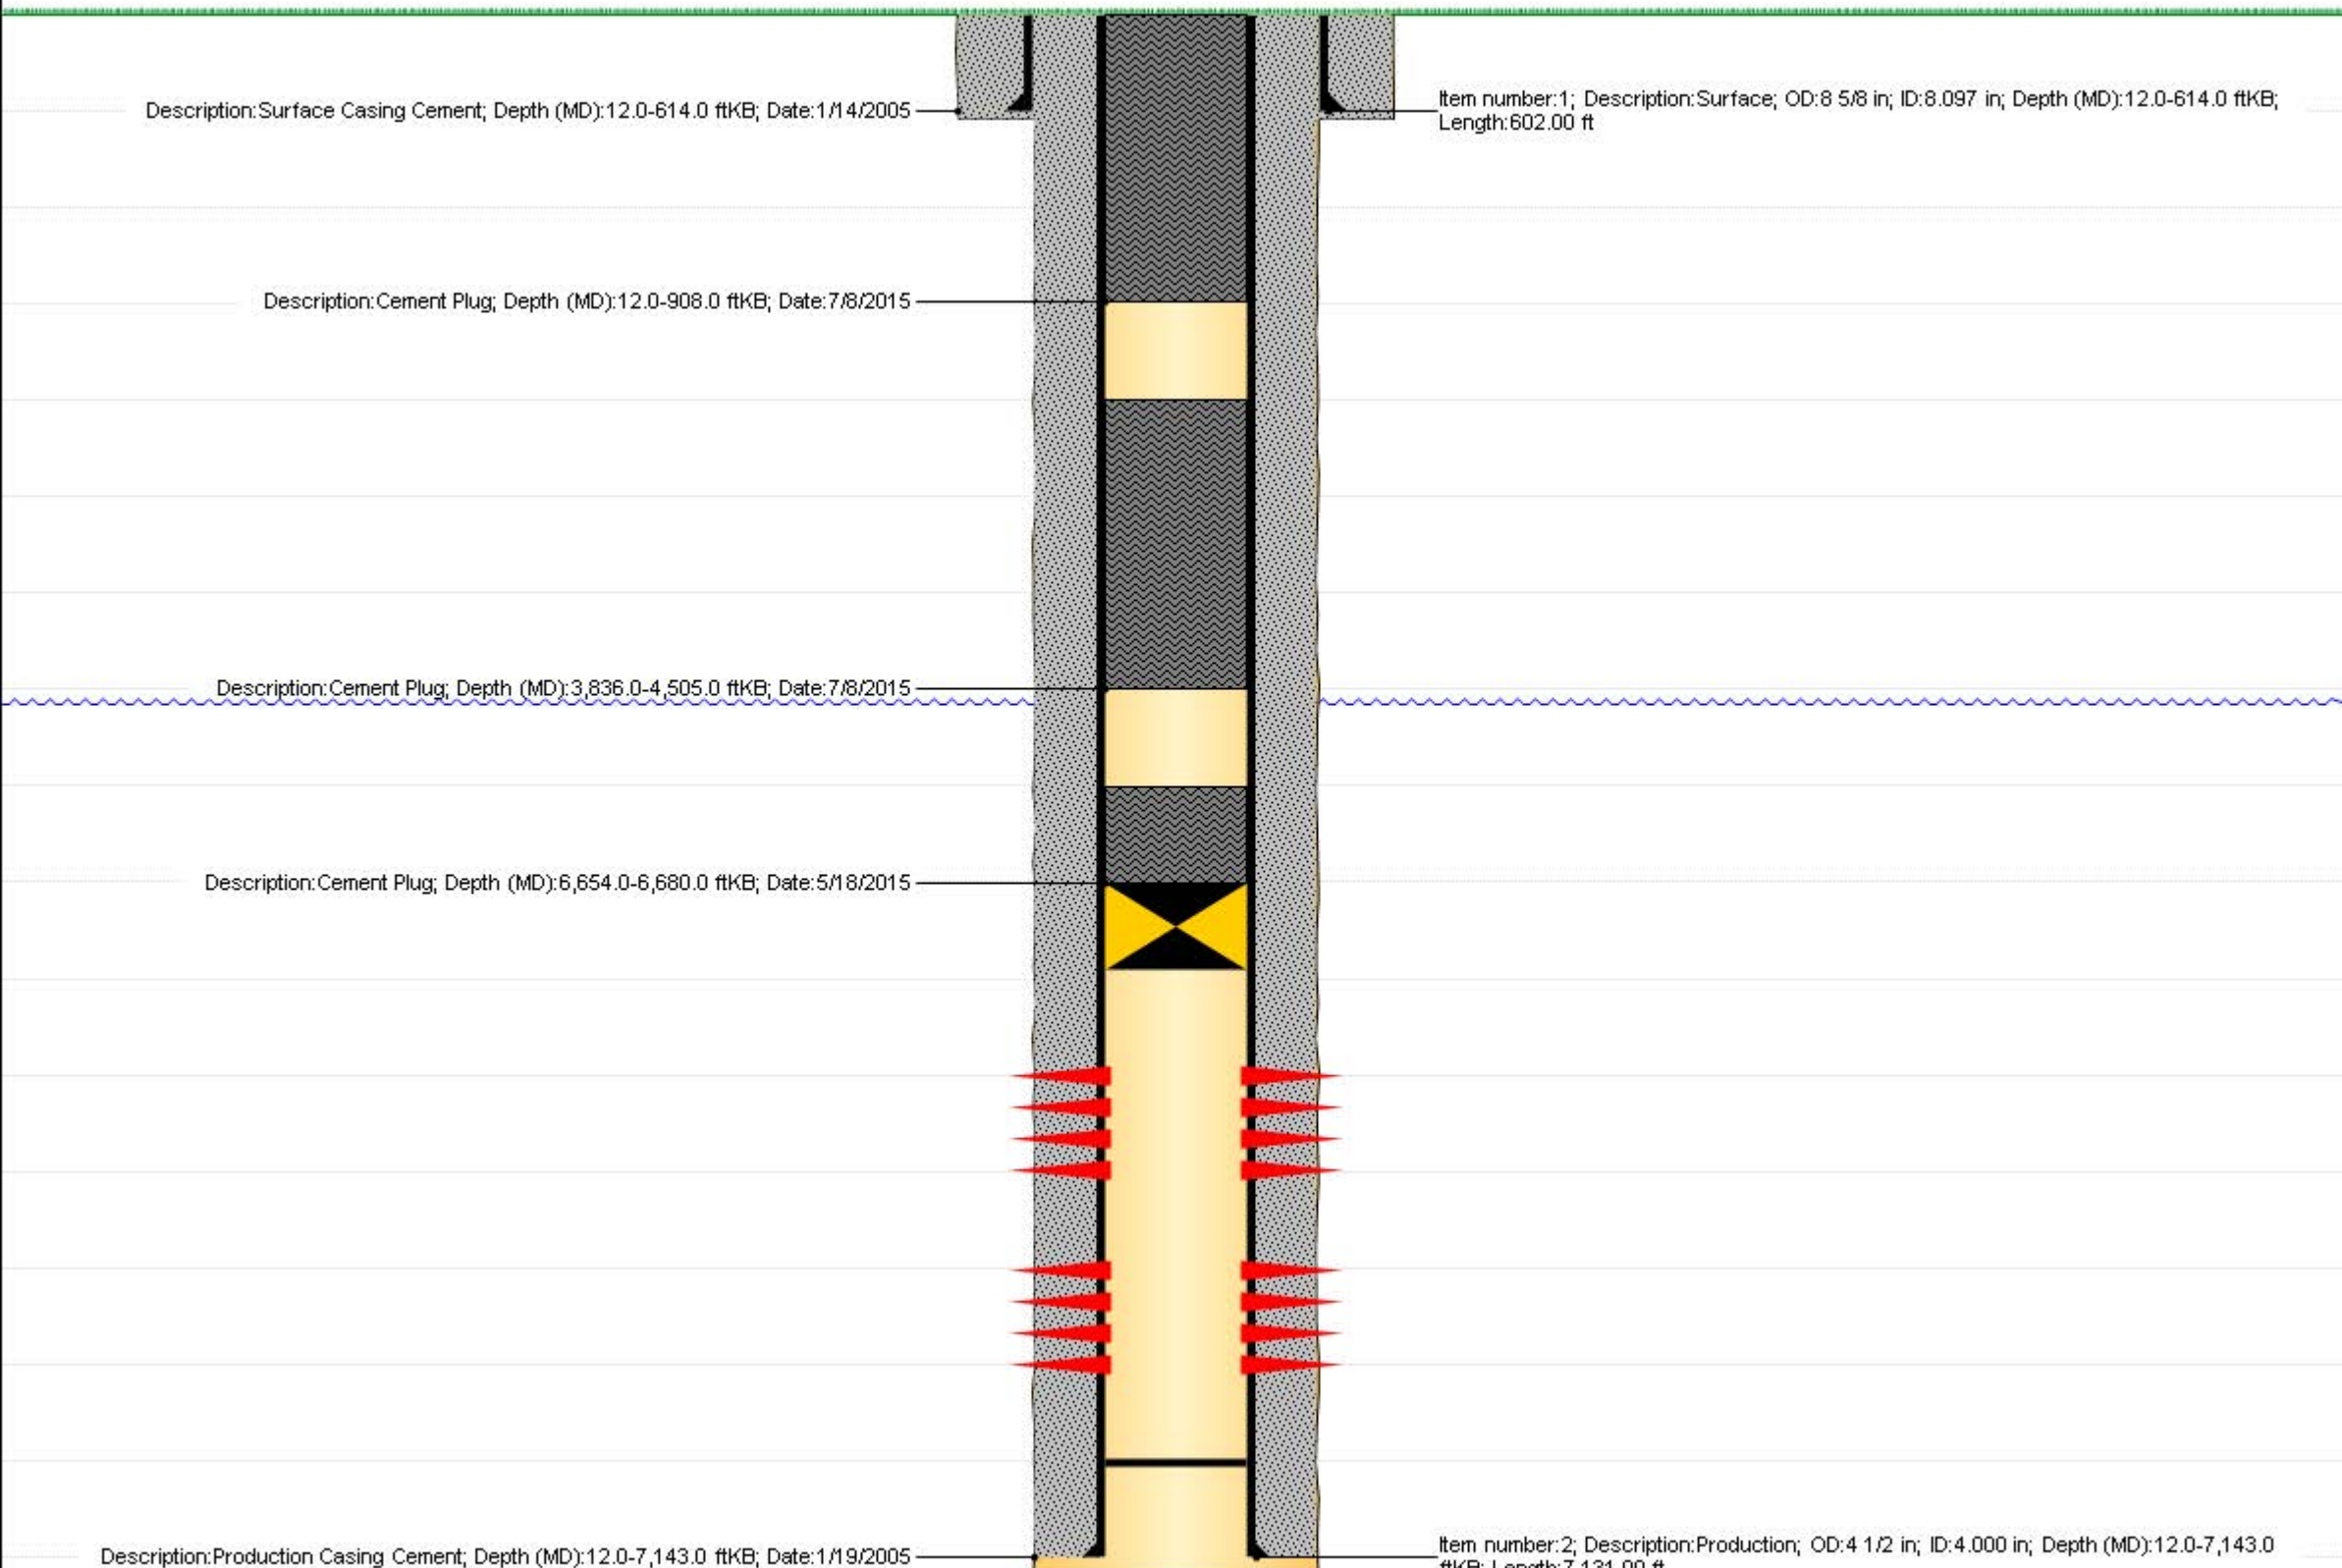 Description:Surface Casing Cement; Depth (MD):12.0-614.0 ftKB; Date:1/14/2005
Item number:1; Description:Surface; OD:8 5/8 in; ID:8.097 in; Depth (MD):12.0-614.0 ftKB;
Length:602.00 ft
Description:Cement Plug; Depth (MD):12.0-908.0 ftKB; Date:7/8/2015
Description:Cement Plug; Depth (MD):3,836.0-4,505.0 ftKB; Date:7/8/2015
Description:Cement Plug; Depth (MD):6,654.0-6,680.0 ftKB; Date:5/18/2015
Description:Production Casing Cement; Depth (MD):12.0-7,143.0 ftKB; Date:1/19/2005
Item number:2; Description:Production; OD:4 1/2 in; ID:4.000 in; Depth (MD):12.0-7,143.0
ftKB; Length:7,131.00 ft